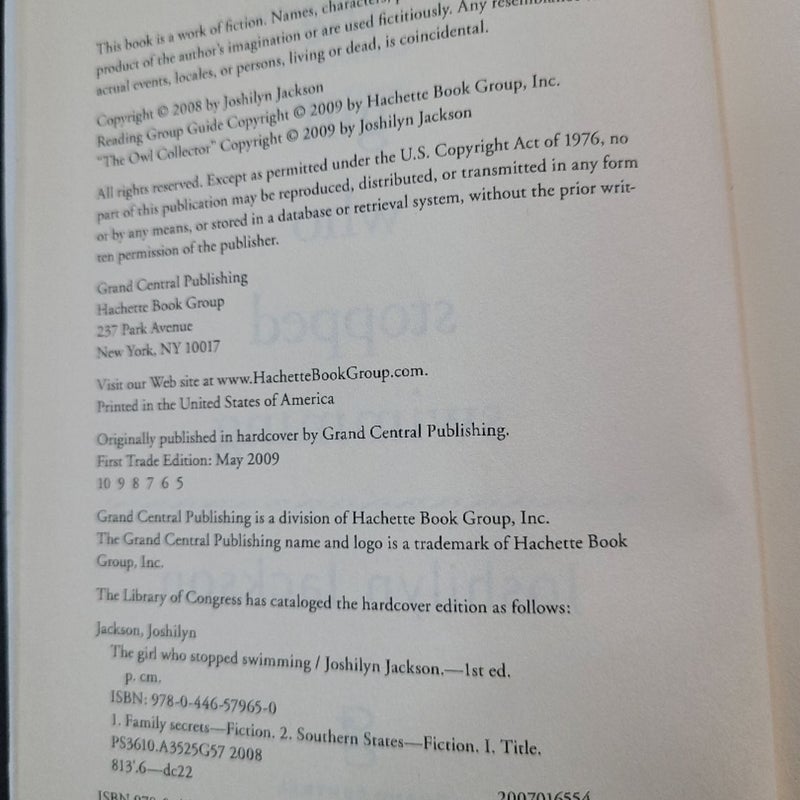 This book is a work of fiction. Names, characters,
product of the author's imagination or are used fictitiously. Any
actual events, locales, or persons, living or dead, is coincidental.
Copyright © 2008 by Joshilyn Jackson
Reading Group Guide Copyright © 2009 by Hachette Book Group, Inc.
"The Owl Collector" Copyright © 2009 by Joshilyn Jackson
All rights reserved. Except as permitted under the U.S. Copyright Act of 1976, no
part of this publication may be reproduced, distributed, or transmitted in any form
or by any means, or stored in a database or retrieval system, without the prior writ-
ten permission of the publisher.
Grand Central Publishing
Hachette Book Group
237 Park Avenue
New York, NY 10017
Visit our Web site at www.HachetteBookGroup.com.
Printed in the United States of America
Originally published in hardcover by Grand Central Publishing.
First Trade Edition: May 2009
10 9 8 7 6 5
Grand Central Publishing is a division of Hachette Book Group, Inc.
The Grand Central Publishing name and logo is a trademark of Hachette Book
Group, Inc.
The Library of Congress has cataloged the hardcover edition as follows:
Jackson, Joshilyn
The girl who stopped swimming / Joshilyn Jackson.—1st ed.
p. cm.
ISBN: 978-0-446-57965-0
1. Family secrets—Fiction. 2. Southern States—Fiction. I. Title.
PS3610.A3525G57 2008
813'.6—dc22
2007016554
ISBN